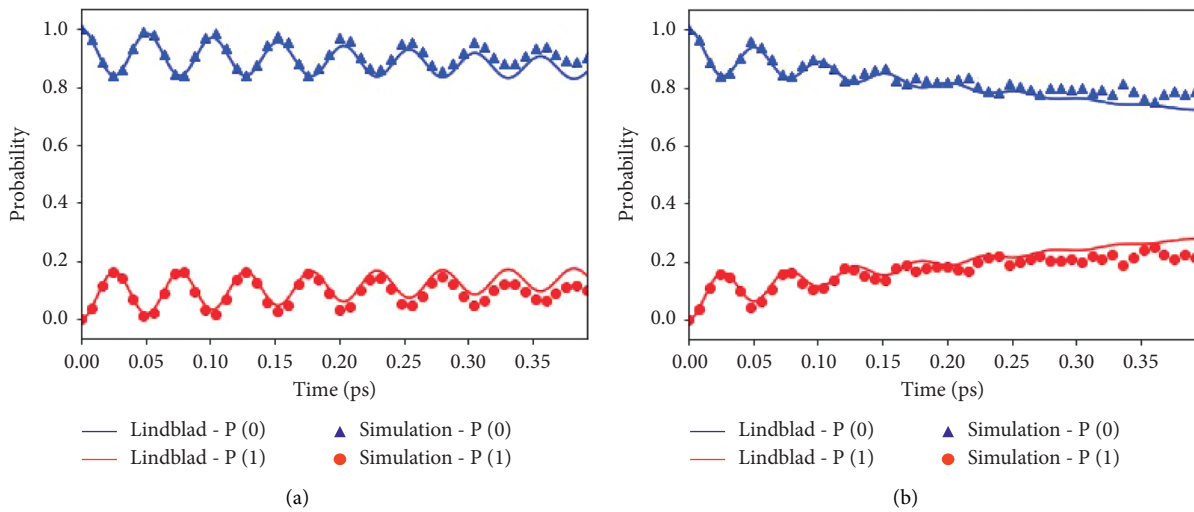 1.0
0.8
0.6
0.4
0.2
0.0
Probability
0.00 0.05 0.10 0.15 0.20 0.25 0.30 0.35
Time (ps)
Lindblad - P (0)
Lindblad - P (1)
Simulation - P (0)
Simulation - P (1)
(a)
1.0
0.8
0.6
0.4
0.2
0.0
Probability
0.00 0.05 0.10 0.15 0.20 0.25 0.30 0.35
Time (ps)
Lindblad - P (0)
Lindblad - P (1)
Simulation - P (0)
Simulation - P (1)
(b)